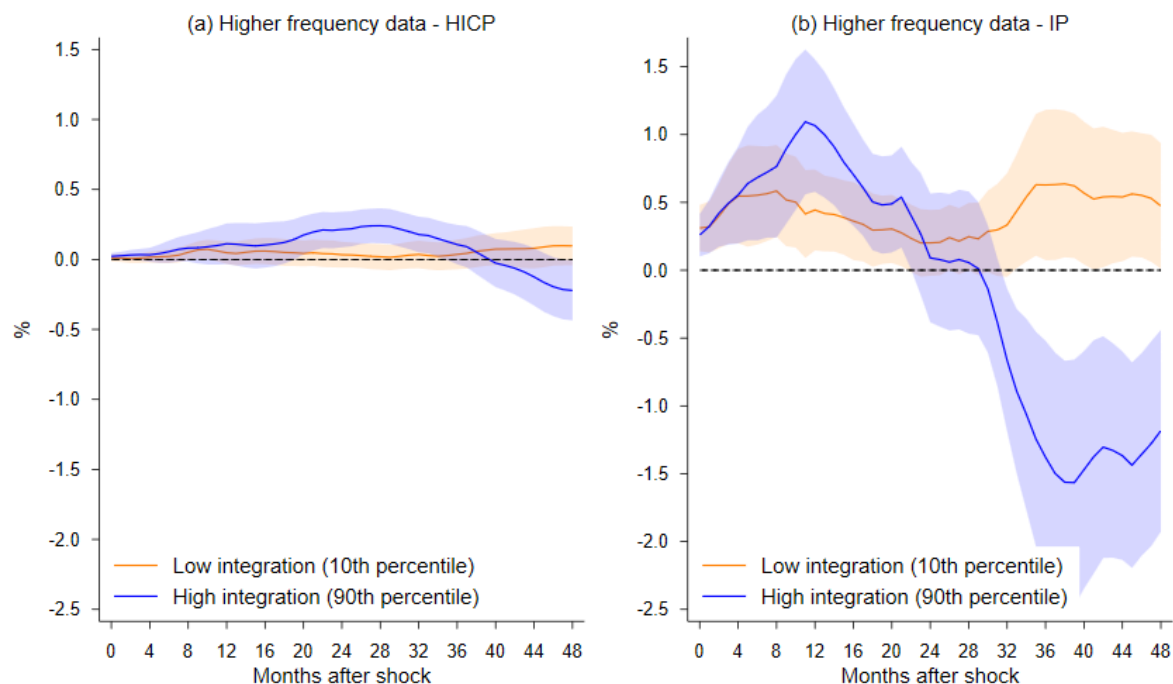 (a) Higher frequency data - HICP
1.5
1.0
0.5
0.0
-0.5
-1.0
-1.5
-2.0
-2.5
%
Low integration (10th percentile)
High integration (90th percentile)
0 4 8 12 16 20 24 28 32 36 40 44 48
Months after shock
(b) Higher frequency data - IP
1.5
1.0
0.5
0.0
-0.5
-1.0
-1.5
-2.0
-2.5
%
Low integration (10th percentile)
High integration (90th percentile)
0 4 8 12 16 20 24 28 32 36 40 44 48
Months after shock